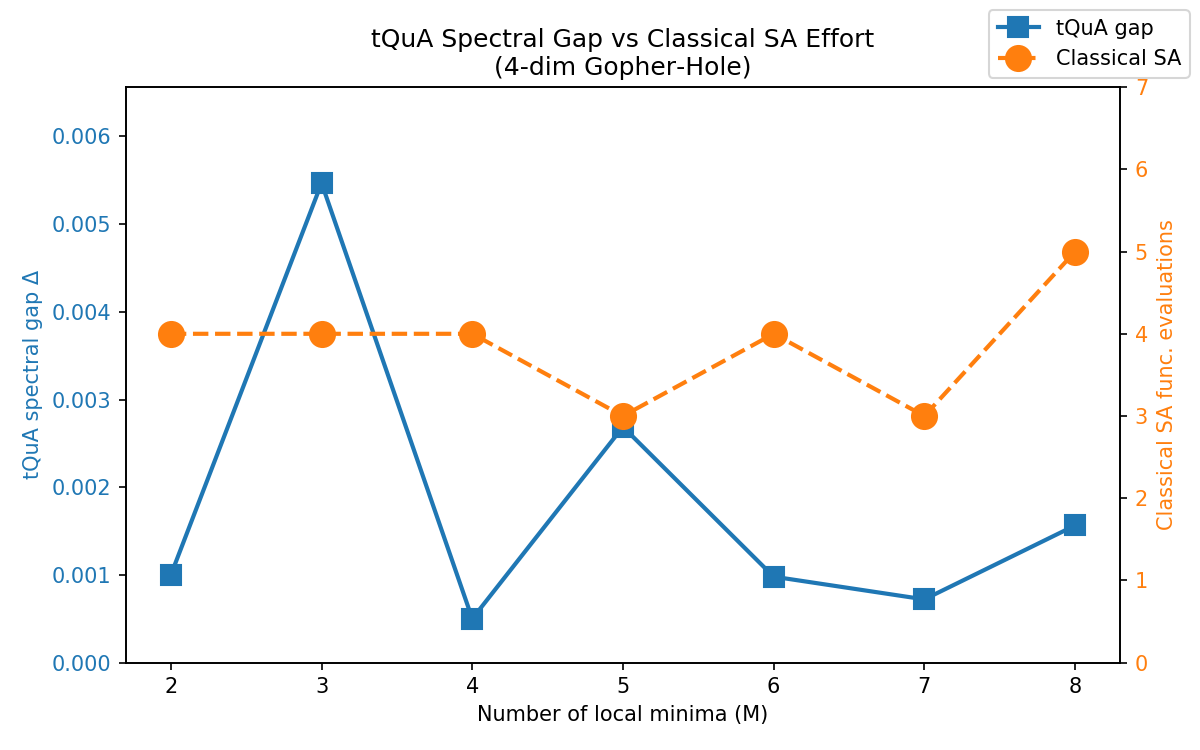 tQuA Spectral Gap vs Classical SA Effort
(4-dim Gopher-Hole)
tQuA gap
Classical SA
tQuA spectral gap Δ
0.006
0.005
0.004
0.003
0.002
0.001
0.000
7
6
5
4
3
2
1
0
Classical SA func. evaluations
2 3 4 5 6 7 8
Number of local minima (M)